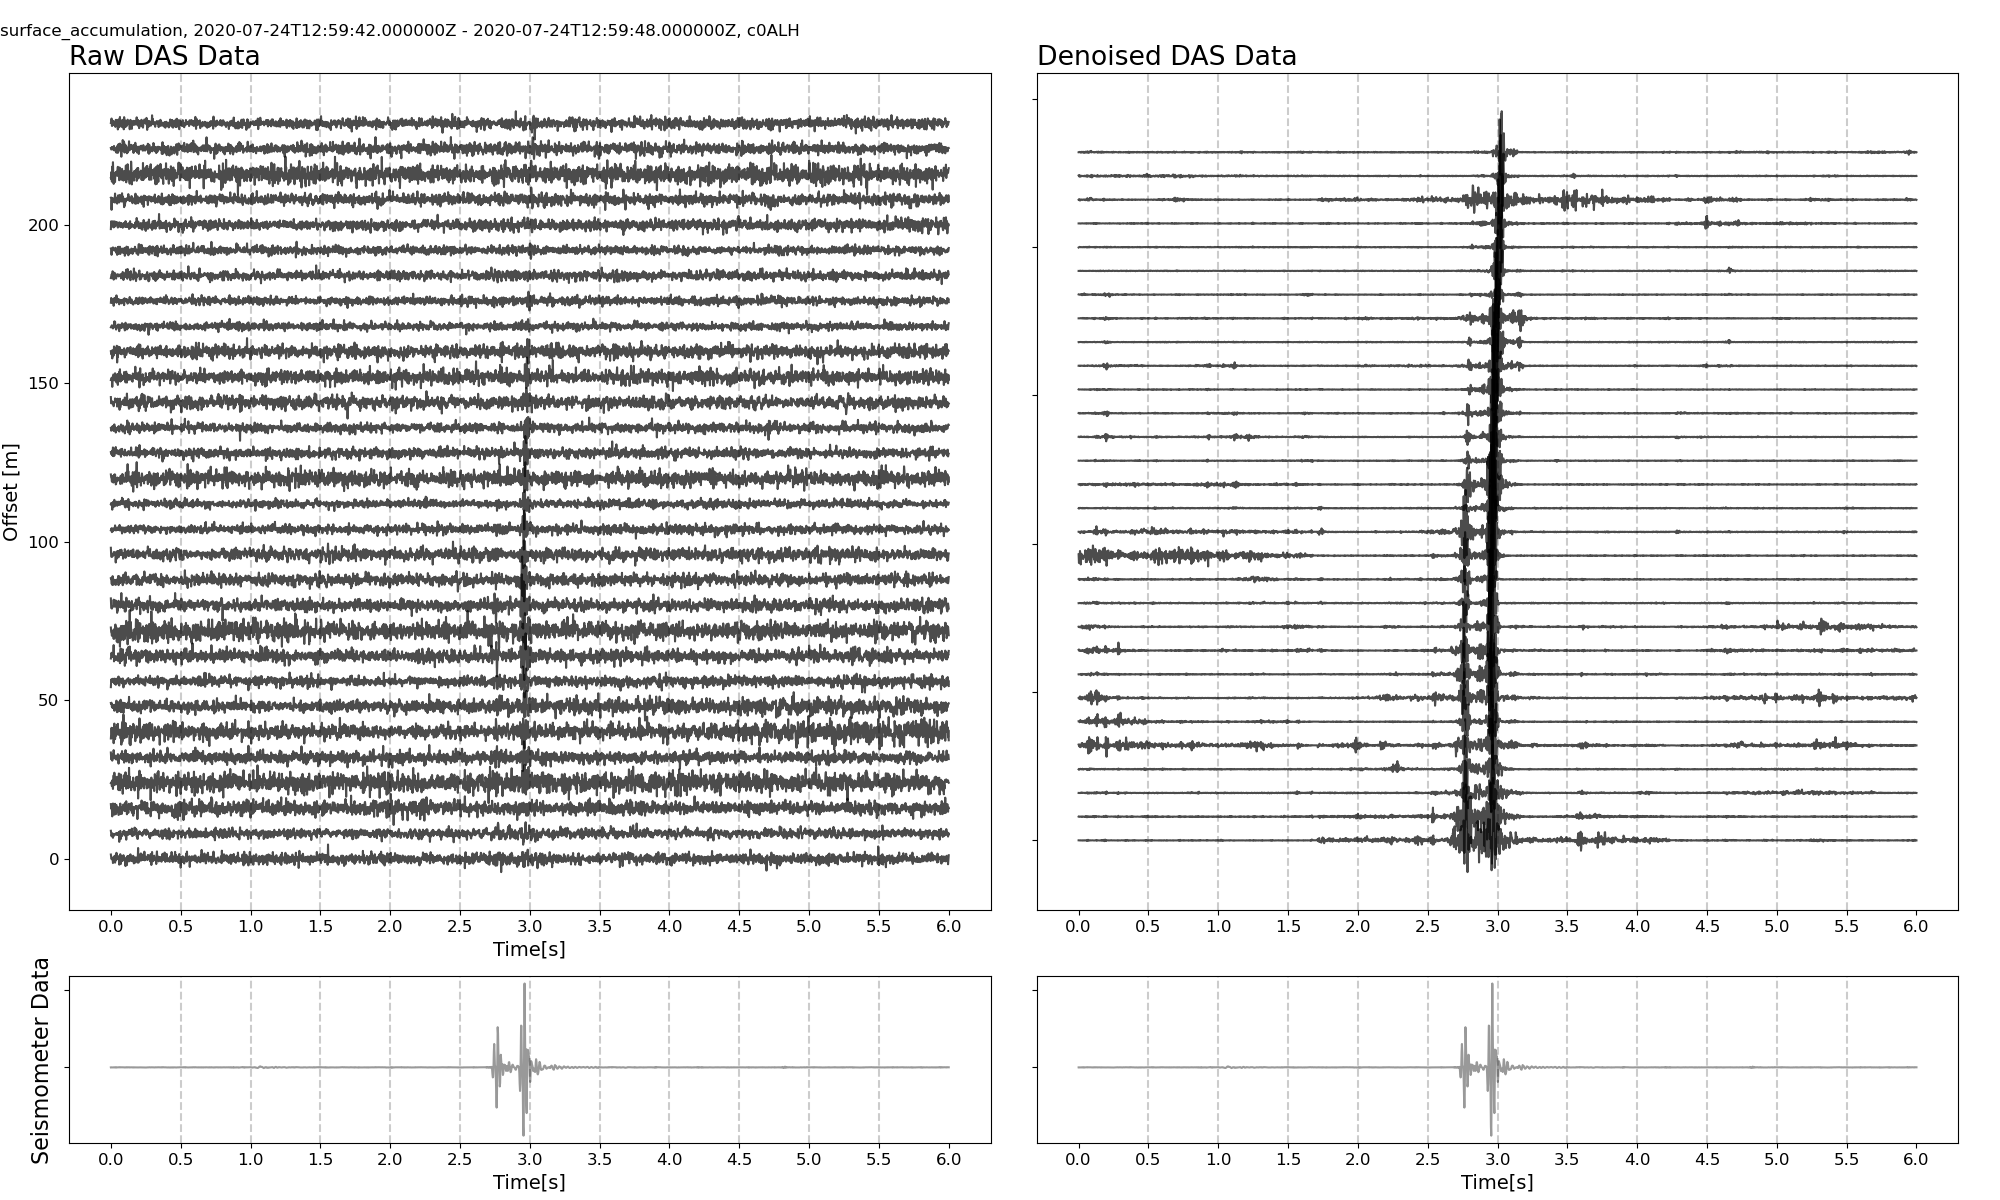 surface_accumulation, 2020-07-24T12:59:42.000000Z - 2020-07-24T12:59:48.000000Z, c0ALH
Raw DAS Data
Denoised DAS Data
Offset [m]
200
150
100
50
0
0.0 0.5 1.0 1.5 2.0 2.5 3.0 3.5 4.0 4.5 5.0 5.5 6.0
Time[s]
0.0 0.5 1.0 1.5 2.0 2.5 3.0 3.5 4.0 4.5 5.0 5.5 6.0
Seismometer Data
0.0 0.5 1.0 1.5 2.0 2.5 3.0 3.5 4.0 4.5 5.0 5.5 6.0
Time[s]
0.0 0.5 1.0 1.5 2.0 2.5 3.0 3.5 4.0 4.5 5.0 5.5 6.0
Time[s]